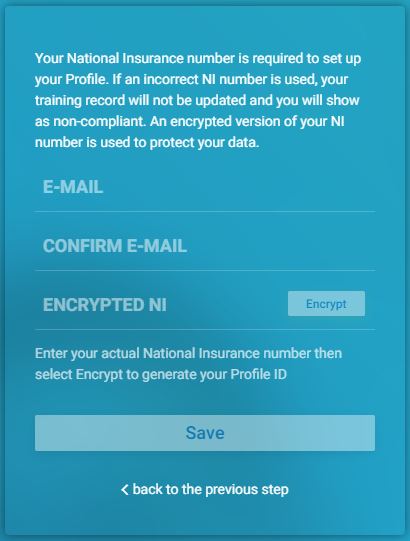 Your National Insurance number is required to set up
your Profile. If an incorrect NI number is used, your
training record will not be updated and you will show
as non-compliant. An encrypted version of your NI
number is used to protect your data.
E-MAIL
CONFIRM E-MAIL
ENCRYPTED NI
Encrypt
Enter your actual National Insurance number then
select Encrypt to generate your Profile ID
Save
back to the previous step